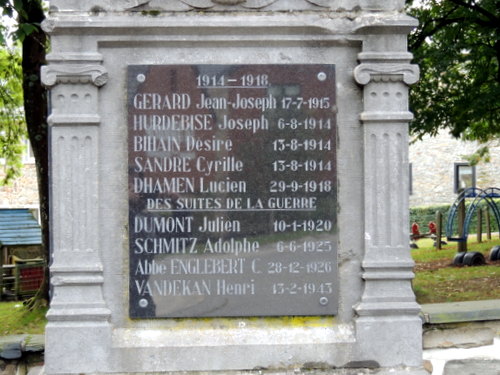 1914-1918
GERARD Jean-Joseph 17-7-1915
HURDEBISE Joseph 6-8-1914
BIHAIN Désiré 13-8-1914
SANDRE Cyrille 13-8-1914
DHAMEN Lucien 29-9-1918
DES SUITES DE LA GUERRE
DUMONT Julien 10-1-1920
SCHMITZ Adolphe 6-6-1925
Abbé ENGLEBERT C. 28-12-1926
VANDEKAN Henri 13-2-1943